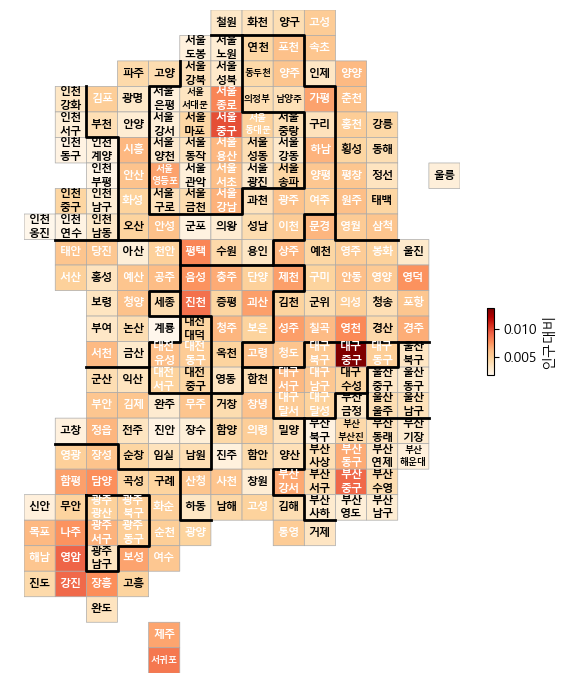 철원 화천 양구 고성
서울 도봉 서울 노원 연천 포천 속초
파주 고양 서울 강북 서울 성북 동두천 양주 인제 양양
인천 강화 김포 광명 서울 은평 서울 서대문 서울 종로 의정부 남양주 가평 춘천
인천 서구 부천 안양 서울 강서 서울 마포 서울 중구 서울 동대문 서울 중랑 구리 홍천 강릉
인천 동구 인천 계양 시흥 서울 양천 서울 동작 서울 용산 서울 성동 서울 강동 하남 횡성 동해
인천 부평 안산 서울 영등포 서울 관악 서울 서초 서울 광진 서울 송파 양평 평창 정선 울릉
인천 중구 인천 남구 화성 서울 구로 서울 금천 서울 강남 과천 광주 여주 원주 태백
인천 옹진 인천 연수 인천 남동 오산 안성 군포 의왕 성남 이천 문경 영월 삼척
태안 당진 아산 천안 평택 수원 용인 상주 예천 영주 봉화 울진
서산 홍성 예산 공주 음성 충주 단양 제천 구미 안동 영양 영덕
보령 청양 세종 진천 증평 괴산 김천 군위 의성 청송 포항 0.010
부여 논산 계룡 대전 대덕 청주 보은 성주 칠곡 영천 경산 경주 0.005 인구대비
서천 금산 대전 유성 대전 동구 옥천 고령 청도 대구 북구 대구 중구 대구 동구 울산 북구
군산 익산 대전 서구 대전 중구 영동 합천 대구 서구 대구 남구 대구 수성 울산 중구 울산 동구
부안 김제 완주 무주 거창 창녕 대구 달서 대구 달성 부산 금정 울산 울주 울산 남구
고창 정읍 전주 진안 장수 함양 의령 밀양 부산 북구 부산 부산진 부산 동래 부산 기장
영광 장성 순창 임실 남원 진주 함안 양산 부산 사상 부산 동구 부산 연제 부산 해운대
함평 담양 곡성 구례 산청 사천 창원 부산 강서 부산 서구 부산 중구 부산 수영
신안 무안 광주 광산 광주 북구 화순 하동 남해 고성 김해 부산 사하 부산 영도 부산 남구
목포 나주 광주 서구 광주 동구 순천 광양 통영 거제
해남 영암 광주 남구 보성 여수
진도 강진 장흥 고흥
완도
제주
서귀포